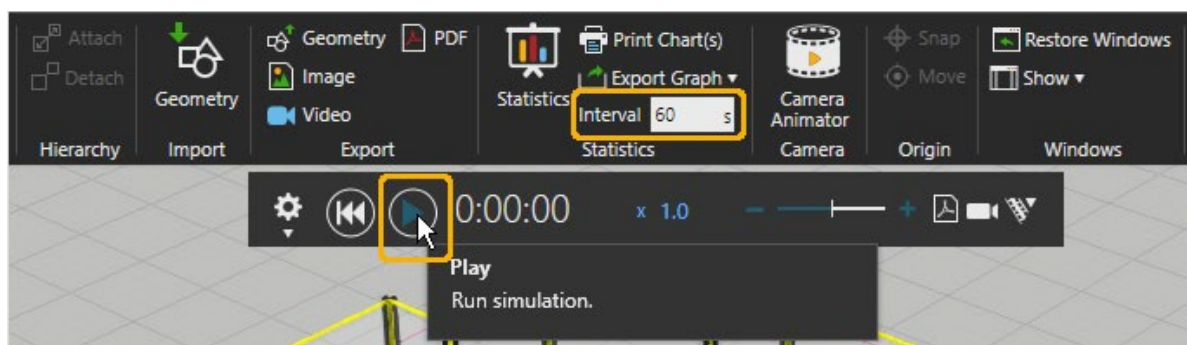 Attach
Detach
Hierarchy
Geometry
Import
Geometry PDF
Image
Video
Export
Statistics
Print Chart(s)
Export Graph
Interval 60 s
Statistics
Camera
Animator
Camera
Snap
Move
Origin
Restore Windows
Show
Windows
0:00:00 x 1.0
Play
Run simulation.